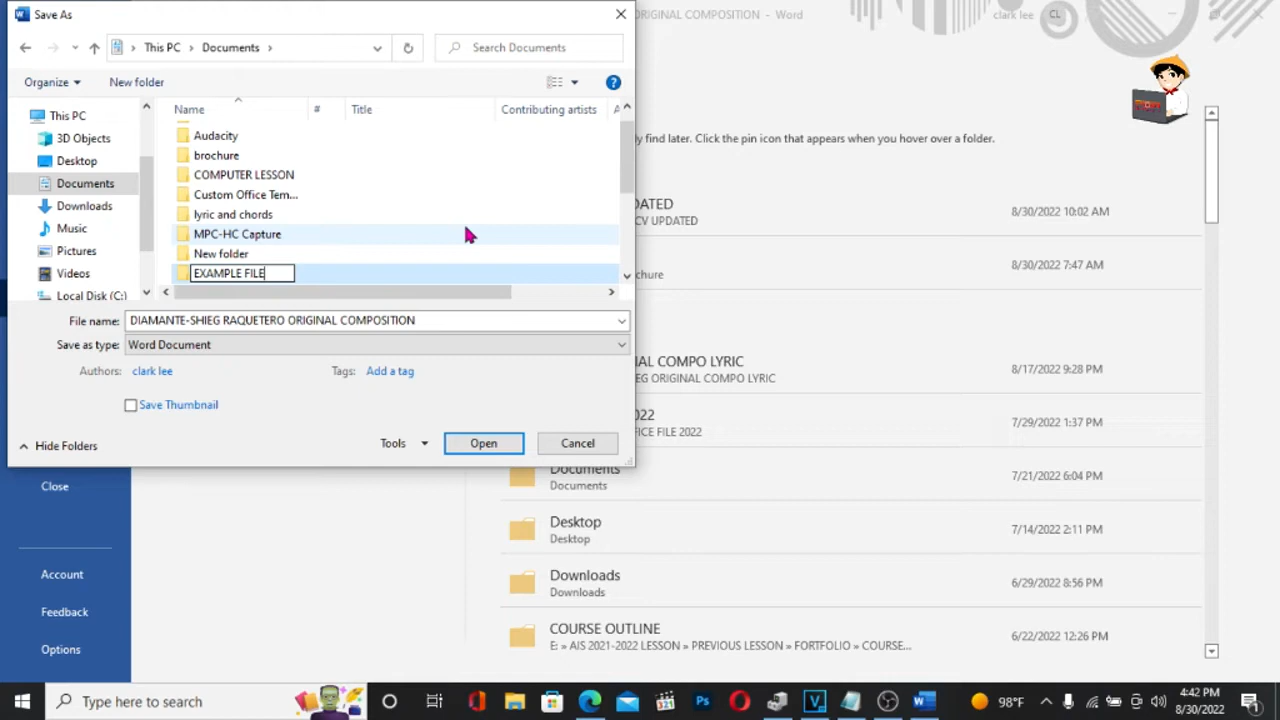 Save As
ORIGINAL COMPOSITION - Word
clark lee
CL
This PC
Documents
Search Documents
Organize
New folder
Name
#
Title
Contributing artists
This PC
3D Objects
Desktop
Documents
Downloads
Music
Pictures
Videos
Local Disk (C:)
Audacity
brochure
COMPUTER LESSON
Custom Office Tem...
lyric and chords
MPC-HC Capture
New folder
EXAMPLE FILE
File name:
DIAMANTE-SHIEG RAQUETERO ORIGINAL COMPOSITION
Save as type:
Word Document
Authors:
clark lee
Tags:
Add a tag
Save Thumbnail
Hide Folders
Tools
Open
Cancel
y find later. Click the pin icon that appears when you hover over a folder.
DATED
CV UPDATED
8/30/2022 10:02 AM
chure
8/30/2022 7:47 AM
AL COMPO LYRIC
EG ORIGINAL COMPO LYRIC
8/17/2022 9:28 PM
022
FICE FILE 2022
7/29/2022 1:37 PM
Documents
Documents
7/21/2022 6:04 PM
Desktop
Desktop
7/14/2022 2:11 PM
Downloads
Downloads
6/29/2022 8:56 PM
COURSE OUTLINE
E: » AIS 2021-2022 LESSON » PREVIOUS LESSON » FORTFOLIO » COURSE...
6/22/2022 12:26 PM
Close
Account
Feedback
Options
Type here to search
98°F
4:42 PM
8/30/2022